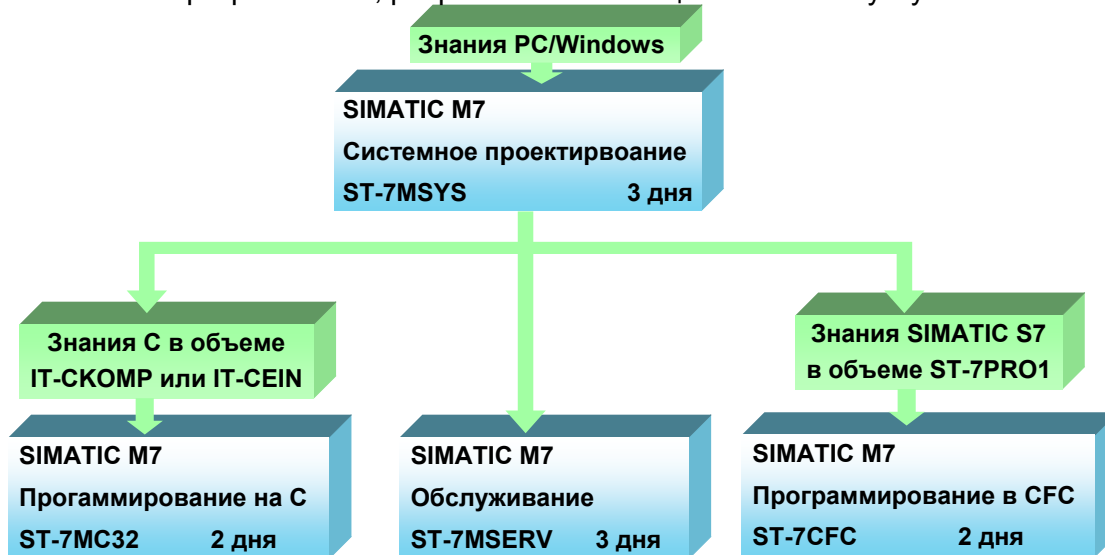 Знания PC/Windows
SIMATIC M7
Системное проектирвоание
ST-7MSYS 3 дня
Знания С в объеме
IT-CKOMP или IT-CEIN
Знания SIMATIC S7
в объеме ST-7PRO1
SIMATIC M7
Прогаммирование на С
ST-7MC32 2 дня
SIMATIC M7
Обслуживание
ST-7MSERV 3 дня
SIMATIC M7
Программирование в CFC
ST-7CFC 2 дня